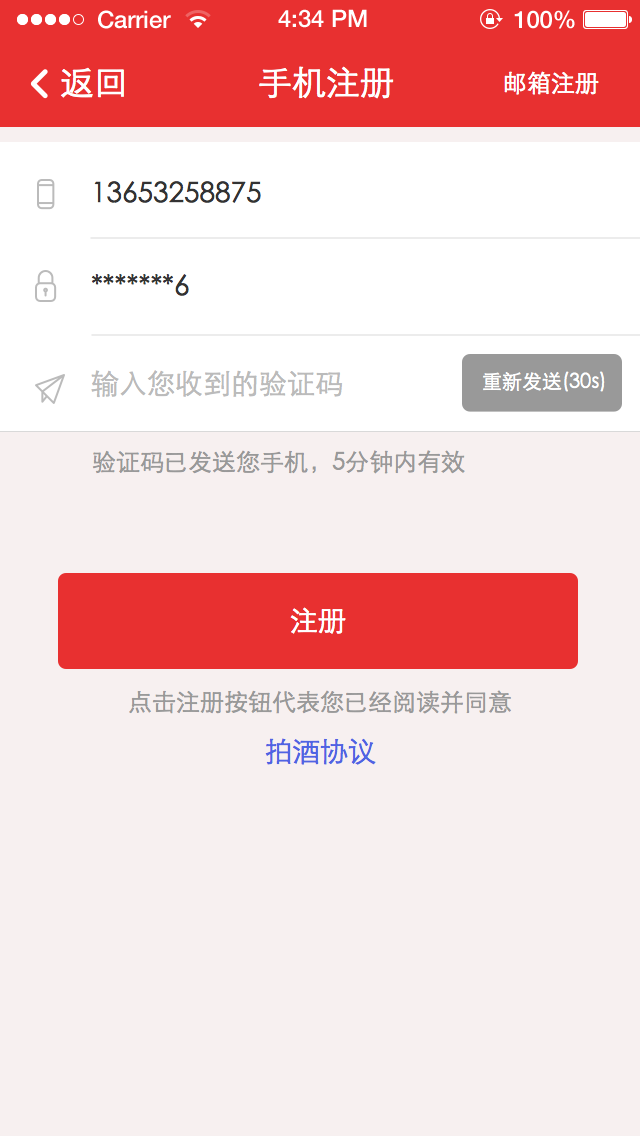 Carrier 4:34 PM 100%
返回 手机注册 邮箱注册
13653258875
*******6
输入您收到的验证码 重新发送(30s)
验证码已发送您手机，5分钟内有效
注册
点击注册按钮代表您已经阅读并同意
拍酒协议